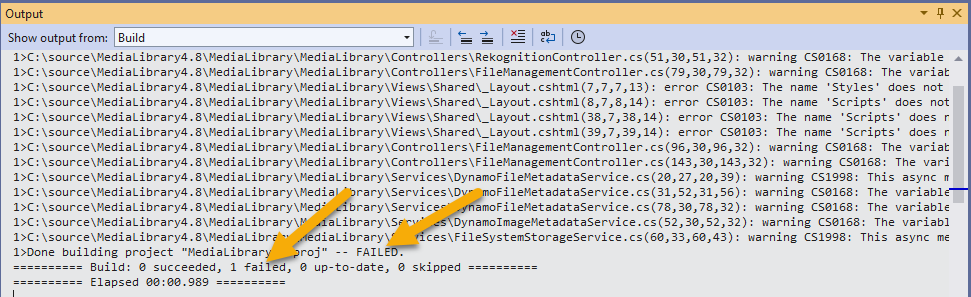 Output
Show output from: Build
1>C:\source\MediaLibrary4.8\MediaLibrary\MediaLibrary\Controllers\RekognitionController.cs(51,30,51,32): warning CS0168: The variable
1>C:\source\MediaLibrary4.8\MediaLibrary\MediaLibrary\Controllers\FileManagementController.cs(79,30,79,32): warning CS0168: The variab
1>C:\source\MediaLibrary4.8\MediaLibrary\MediaLibrary\Views\Shared\_Layout.cshtml(7,7,7,13): error CS0103: The name 'Styles' does not
1>C:\source\MediaLibrary4.8\MediaLibrary\MediaLibrary\Views\Shared\_Layout.cshtml(8,7,8,14): error CS0103: The name 'Scripts' does not
1>C:\source\MediaLibrary4.8\MediaLibrary\MediaLibrary\Views\Shared\_Layout.cshtml(38,7,38,14): error CS0103: The name 'Scripts' does n
1>C:\source\MediaLibrary4.8\MediaLibrary\MediaLibrary\Views\Shared\_Layout.cshtml(39,7,39,14): error CS0103: The name 'Scripts' does n
1>C:\source\MediaLibrary4.8\MediaLibrary\MediaLibrary\Controllers\FileManagementController.cs(96,30,96,32): warning CS0168: The variab
1>C:\source\MediaLibrary4.8\MediaLibrary\MediaLibrary\Controllers\FileManagementController.cs(143,30,143,32): warning CS0168: The vari
1>C:\source\MediaLibrary4.8\MediaLibrary\MediaLibrary\Services\DynamoFileMetadataService.cs(20,27,20,39): warning CS1998: This async m
1>C:\source\MediaLibrary4.8\MediaLibrary\MediaLibrary\Services\DynamoFileMetadataService.cs(31,52,31,56): warning CS0168: The variable
1>C:\source\MediaLibrary4.8\MediaLibrary\MediaLibrary\Services\DynamoFileMetadataService.cs(78,30,78,32): warning CS0168: The variable
1>C:\source\MediaLibrary4.8\MediaLibrary\MediaLibrary\Services\DynamoImageMetadataService.cs(52,30,52,32): warning CS0168: The variabl
1>C:\source\MediaLibrary4.8\MediaLibrary\MediaLibrary\Services\FileSystemStorageService.cs(60,33,60,43): warning CS1998: This async me
1>Done building project "MediaLibrary proj" -- FAILED.
========== Build: 0 succeeded, 1 failed, 0 up-to-date, 0 skipped ==========
========== Elapsed 00:00.989 ==========